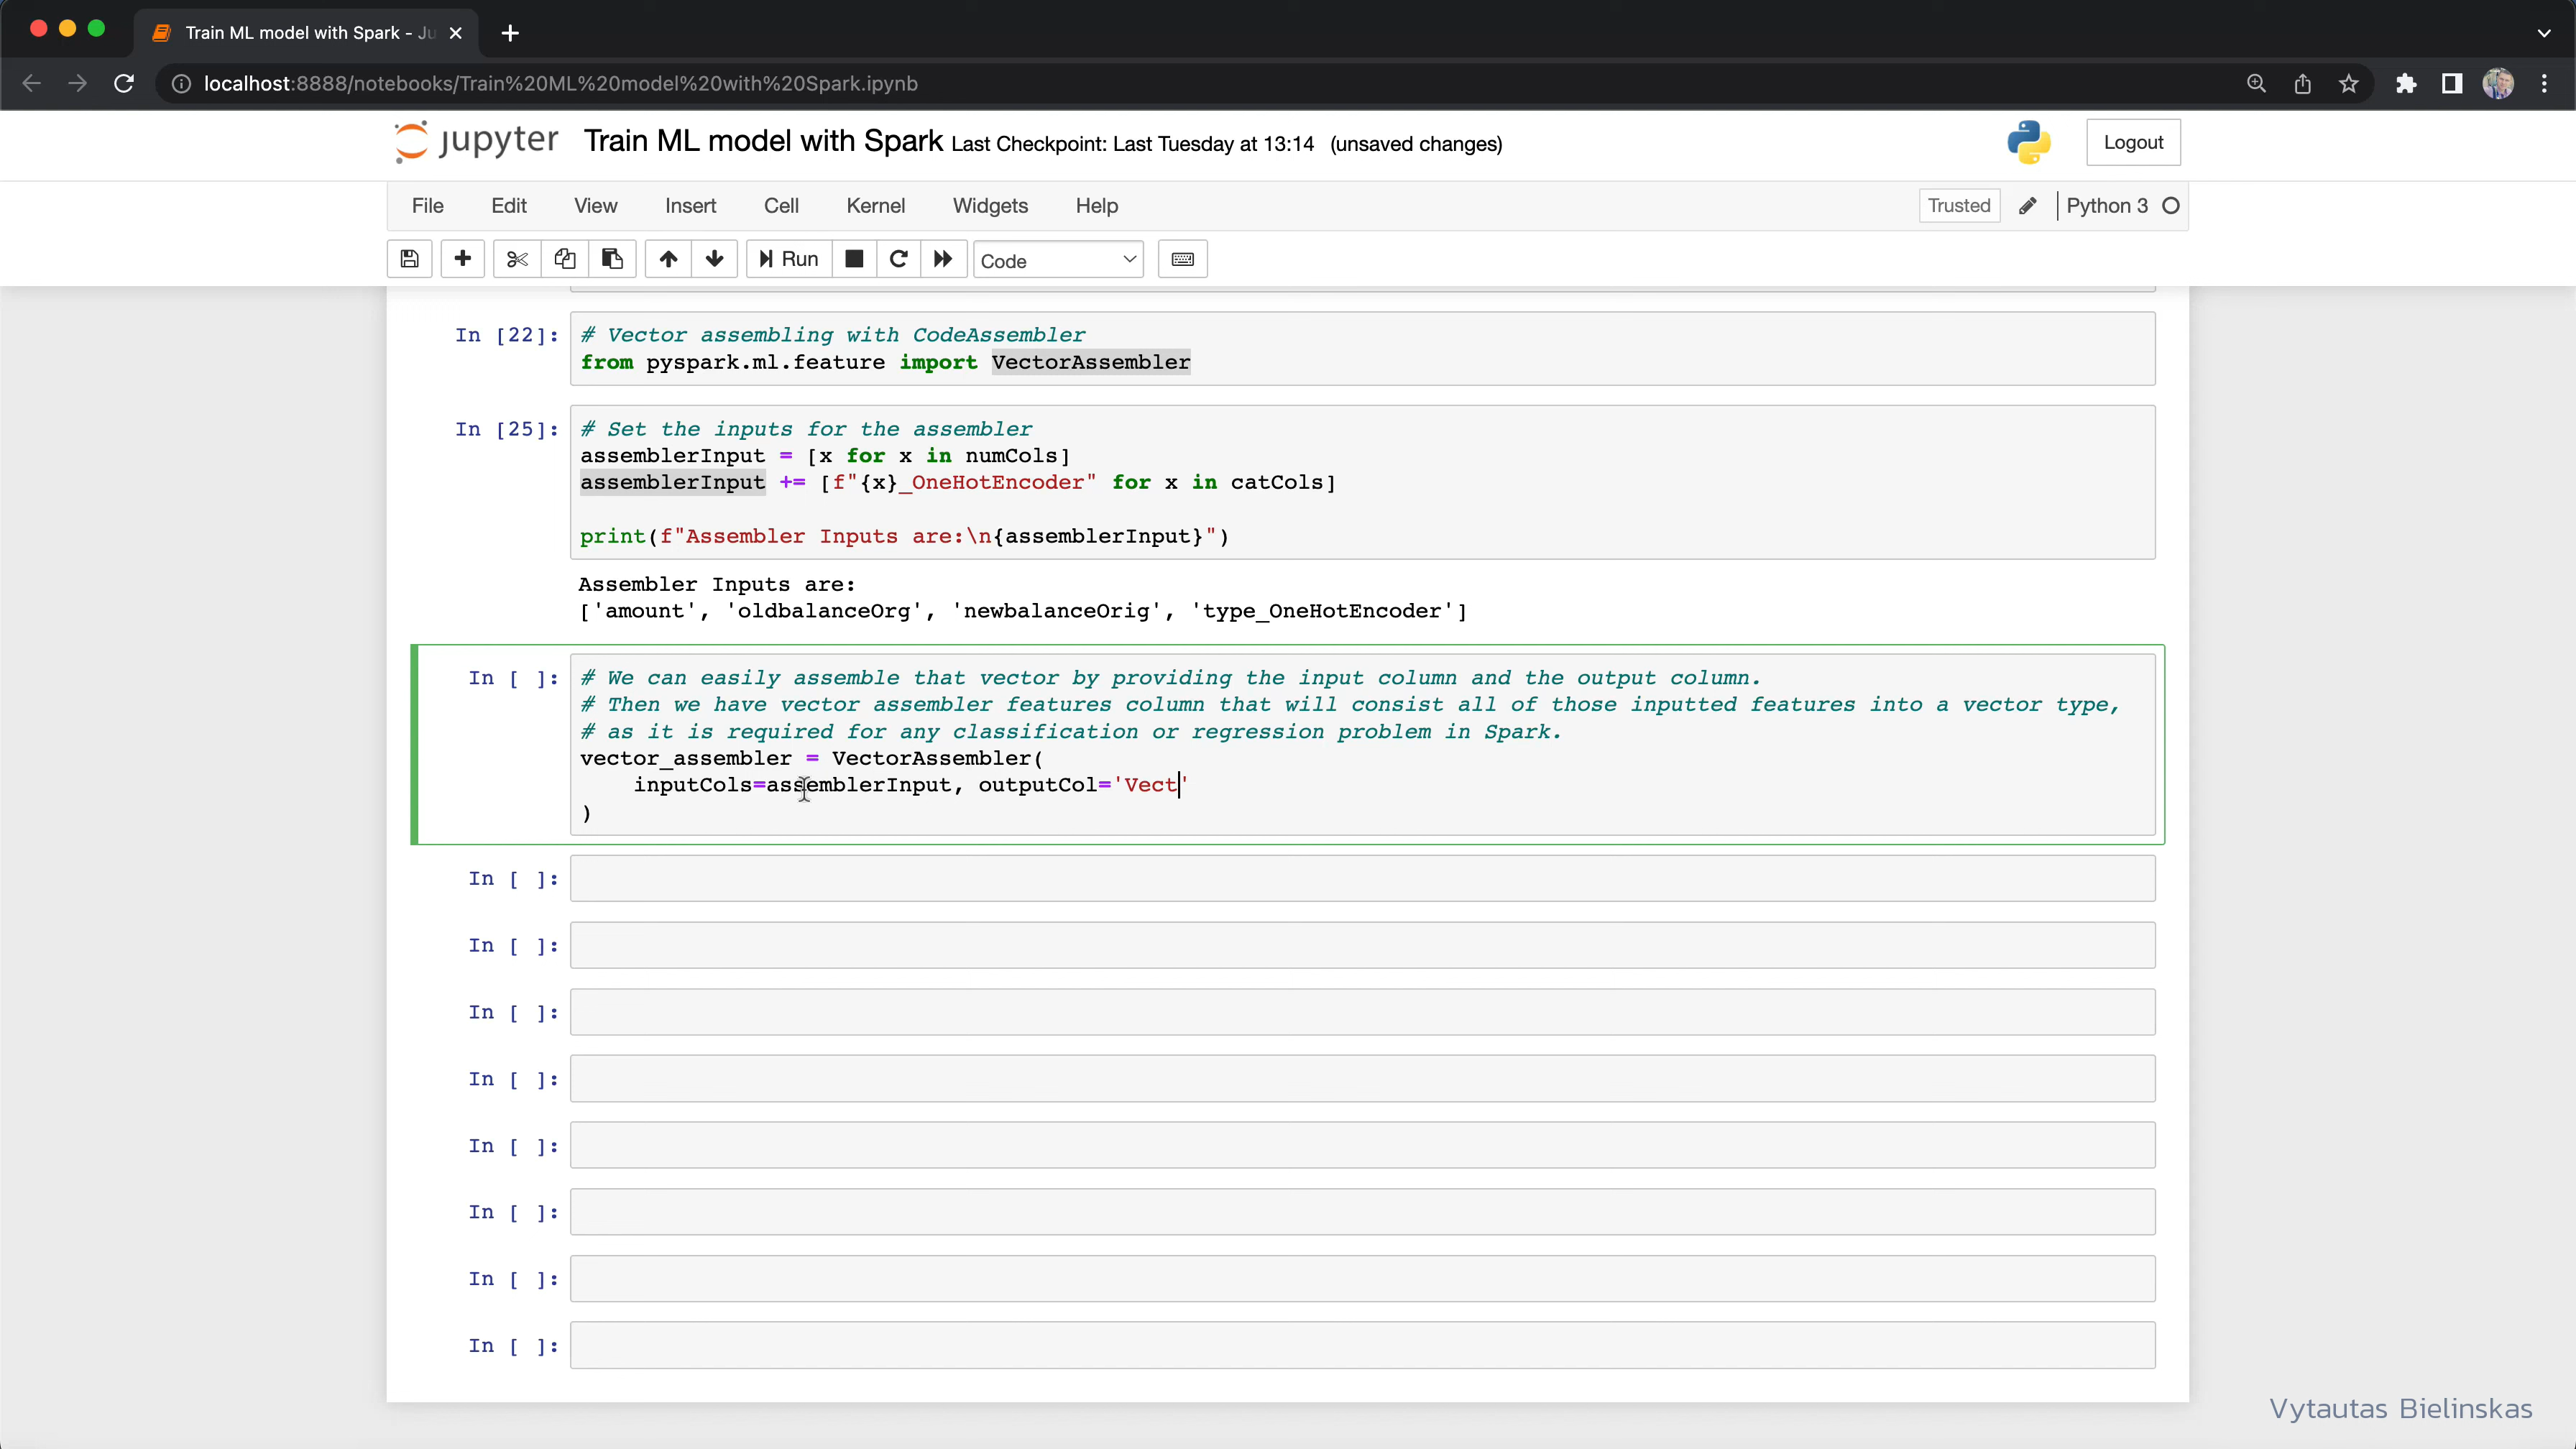 Train ML model with Spark - Ju
localhost:8888/notebooks/Train%20ML%20model%20with%20Spark.ipynb
jupyter Train ML model with Spark Last Checkpoint: Last Tuesday at 13:14 (unsaved changes) Logout
File Edit View Insert Cell Kernel Widgets Help Trusted Python 3
Run Code
In [22]: # Vector assembling with CodeAssembler
from pyspark.ml.feature import VectorAssembler
In [25]: # Set the inputs for the assembler
assemblerInput = [x for x in numCols]
assemblerInput += [f"{x}_OneHotEncoder" for x in catCols]
print(f"Assembler Inputs are:\n{assemblerInput}")
Assembler Inputs are:
['amount', 'oldbalanceOrg', 'newbalanceOrig', 'type_OneHotEncoder']
In [ ]: # We can easily assemble that vector by providing the input column and the output column.
# Then we have vector assembler features column that will consist all of those inputted features into a vector type,
# as it is required for any classification or regression problem in Spark.
vector_assembler = VectorAssembler(
inputCols=assemblerInput, outputCol='Vect'
)
In [ ]:
In [ ]:
In [ ]:
In [ ]:
In [ ]:
In [ ]:
In [ ]:
In [ ]:
Vytautas Bielinskas